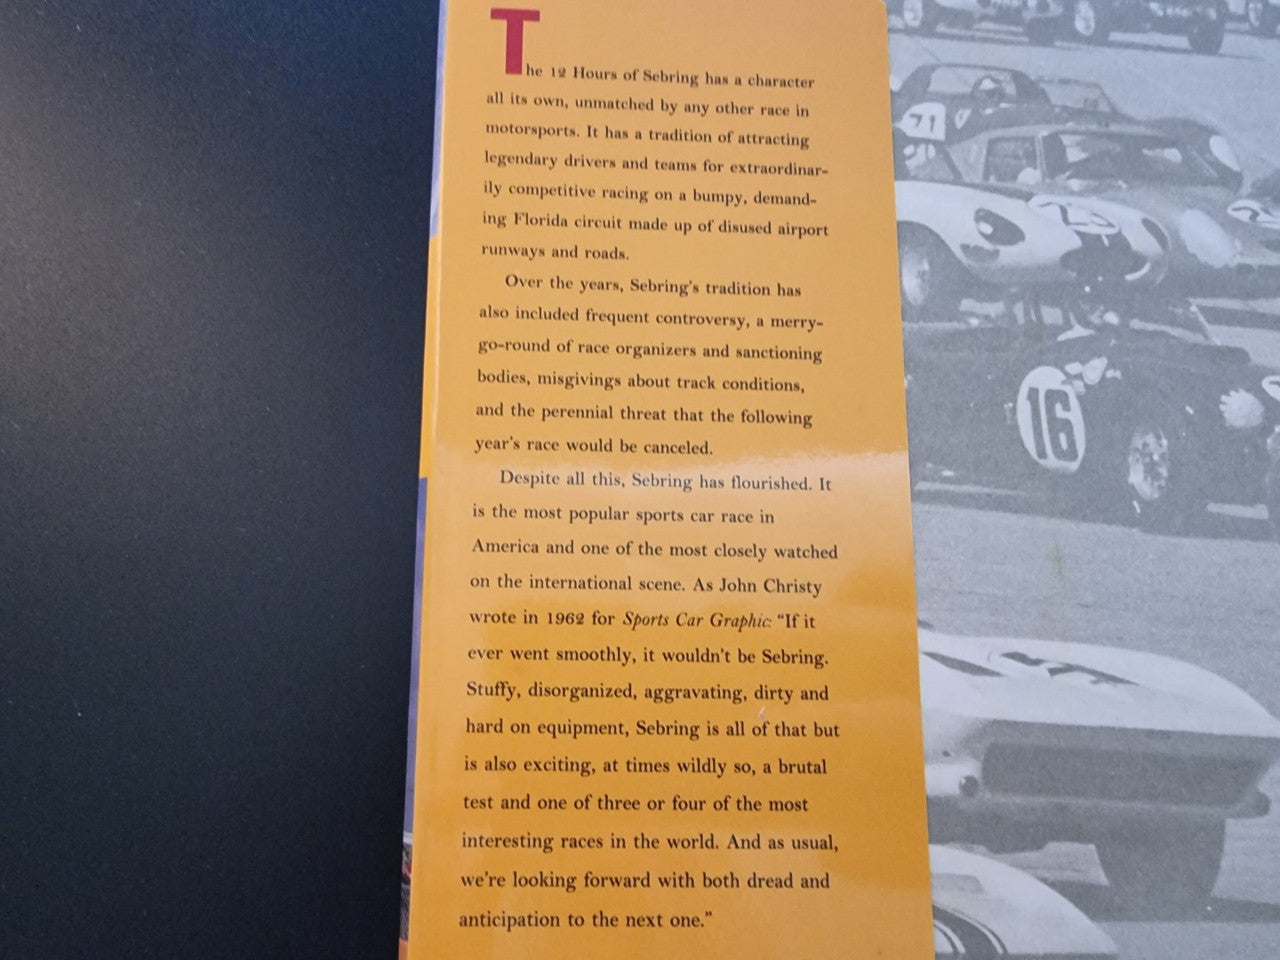 The 12 Hours of Sebring has a character
all its own, unmatched by any other race in
motorsports. It has a tradition of attracting
legendary drivers and teams for extraordinar-
ily competitive racing on a bumpy, demand-
ing Florida circuit made up of disused airport
runways and roads.
Over the years, Sebring's tradition has
also included frequent controversy, a merry-
go-round of race organizers and sanctioning
bodies, misgivings about track conditions,
and the perennial threat that the following
year's race would be canceled.
Despite all this, Sebring has flourished. It
is the most popular sports car race in
America and one of the most closely watched
on the international scene. As John Christy
wrote in 1962 for Sports Car Graphic: "If it
ever went smoothly, it wouldn't be Sebring.
Stuffy, disorganized, aggravating, dirty and
hard on equipment, Sebring is all of that but
is also exciting, at times wildly so, a brutal
test and one of three or four of the most
interesting races in the world. And as usual,
we're looking forward with both dread and
anticipation to the next one."
71
16